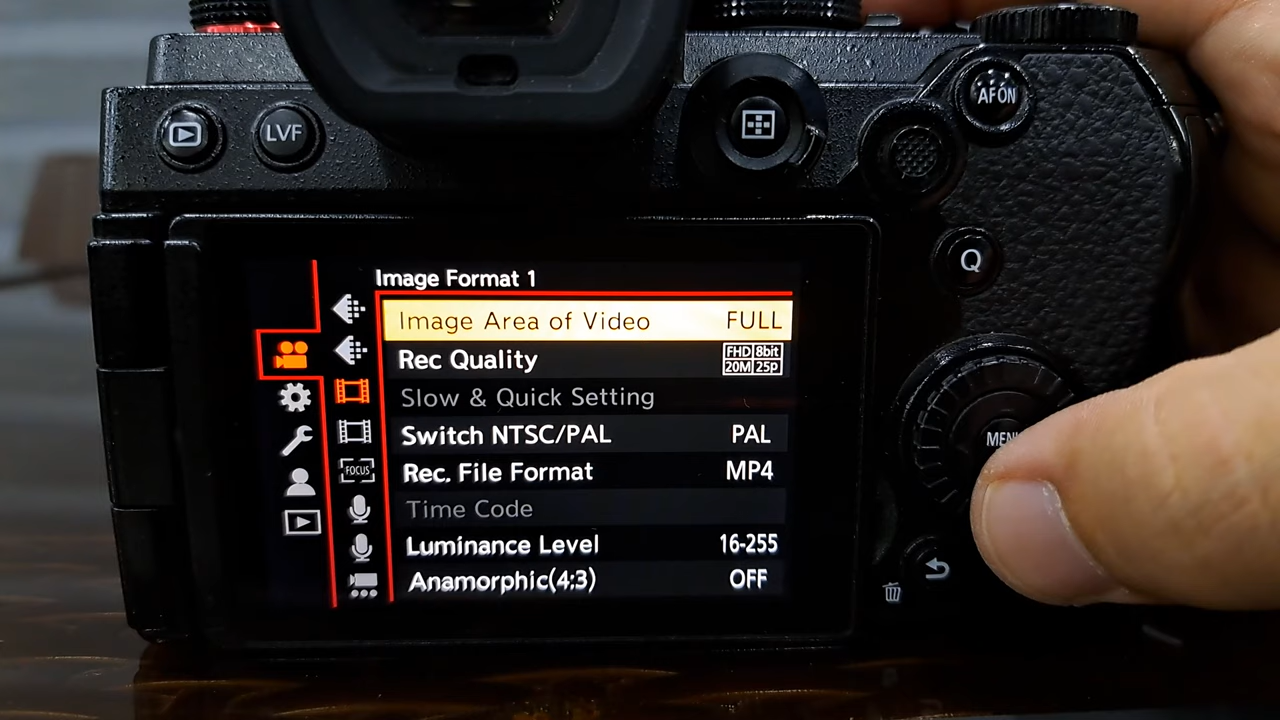 LVF
AF ON
Q
Image Format 1
Image Area of Video FULL
Rec Quality FHD 8bit
20M 25p
Slow & Quick Setting
Switch NTSC/PAL PAL
Rec. File Format MP4
FOCUS
Time Code
Luminance Level 16-255
Anamorphic(4:3) OFF
MENU